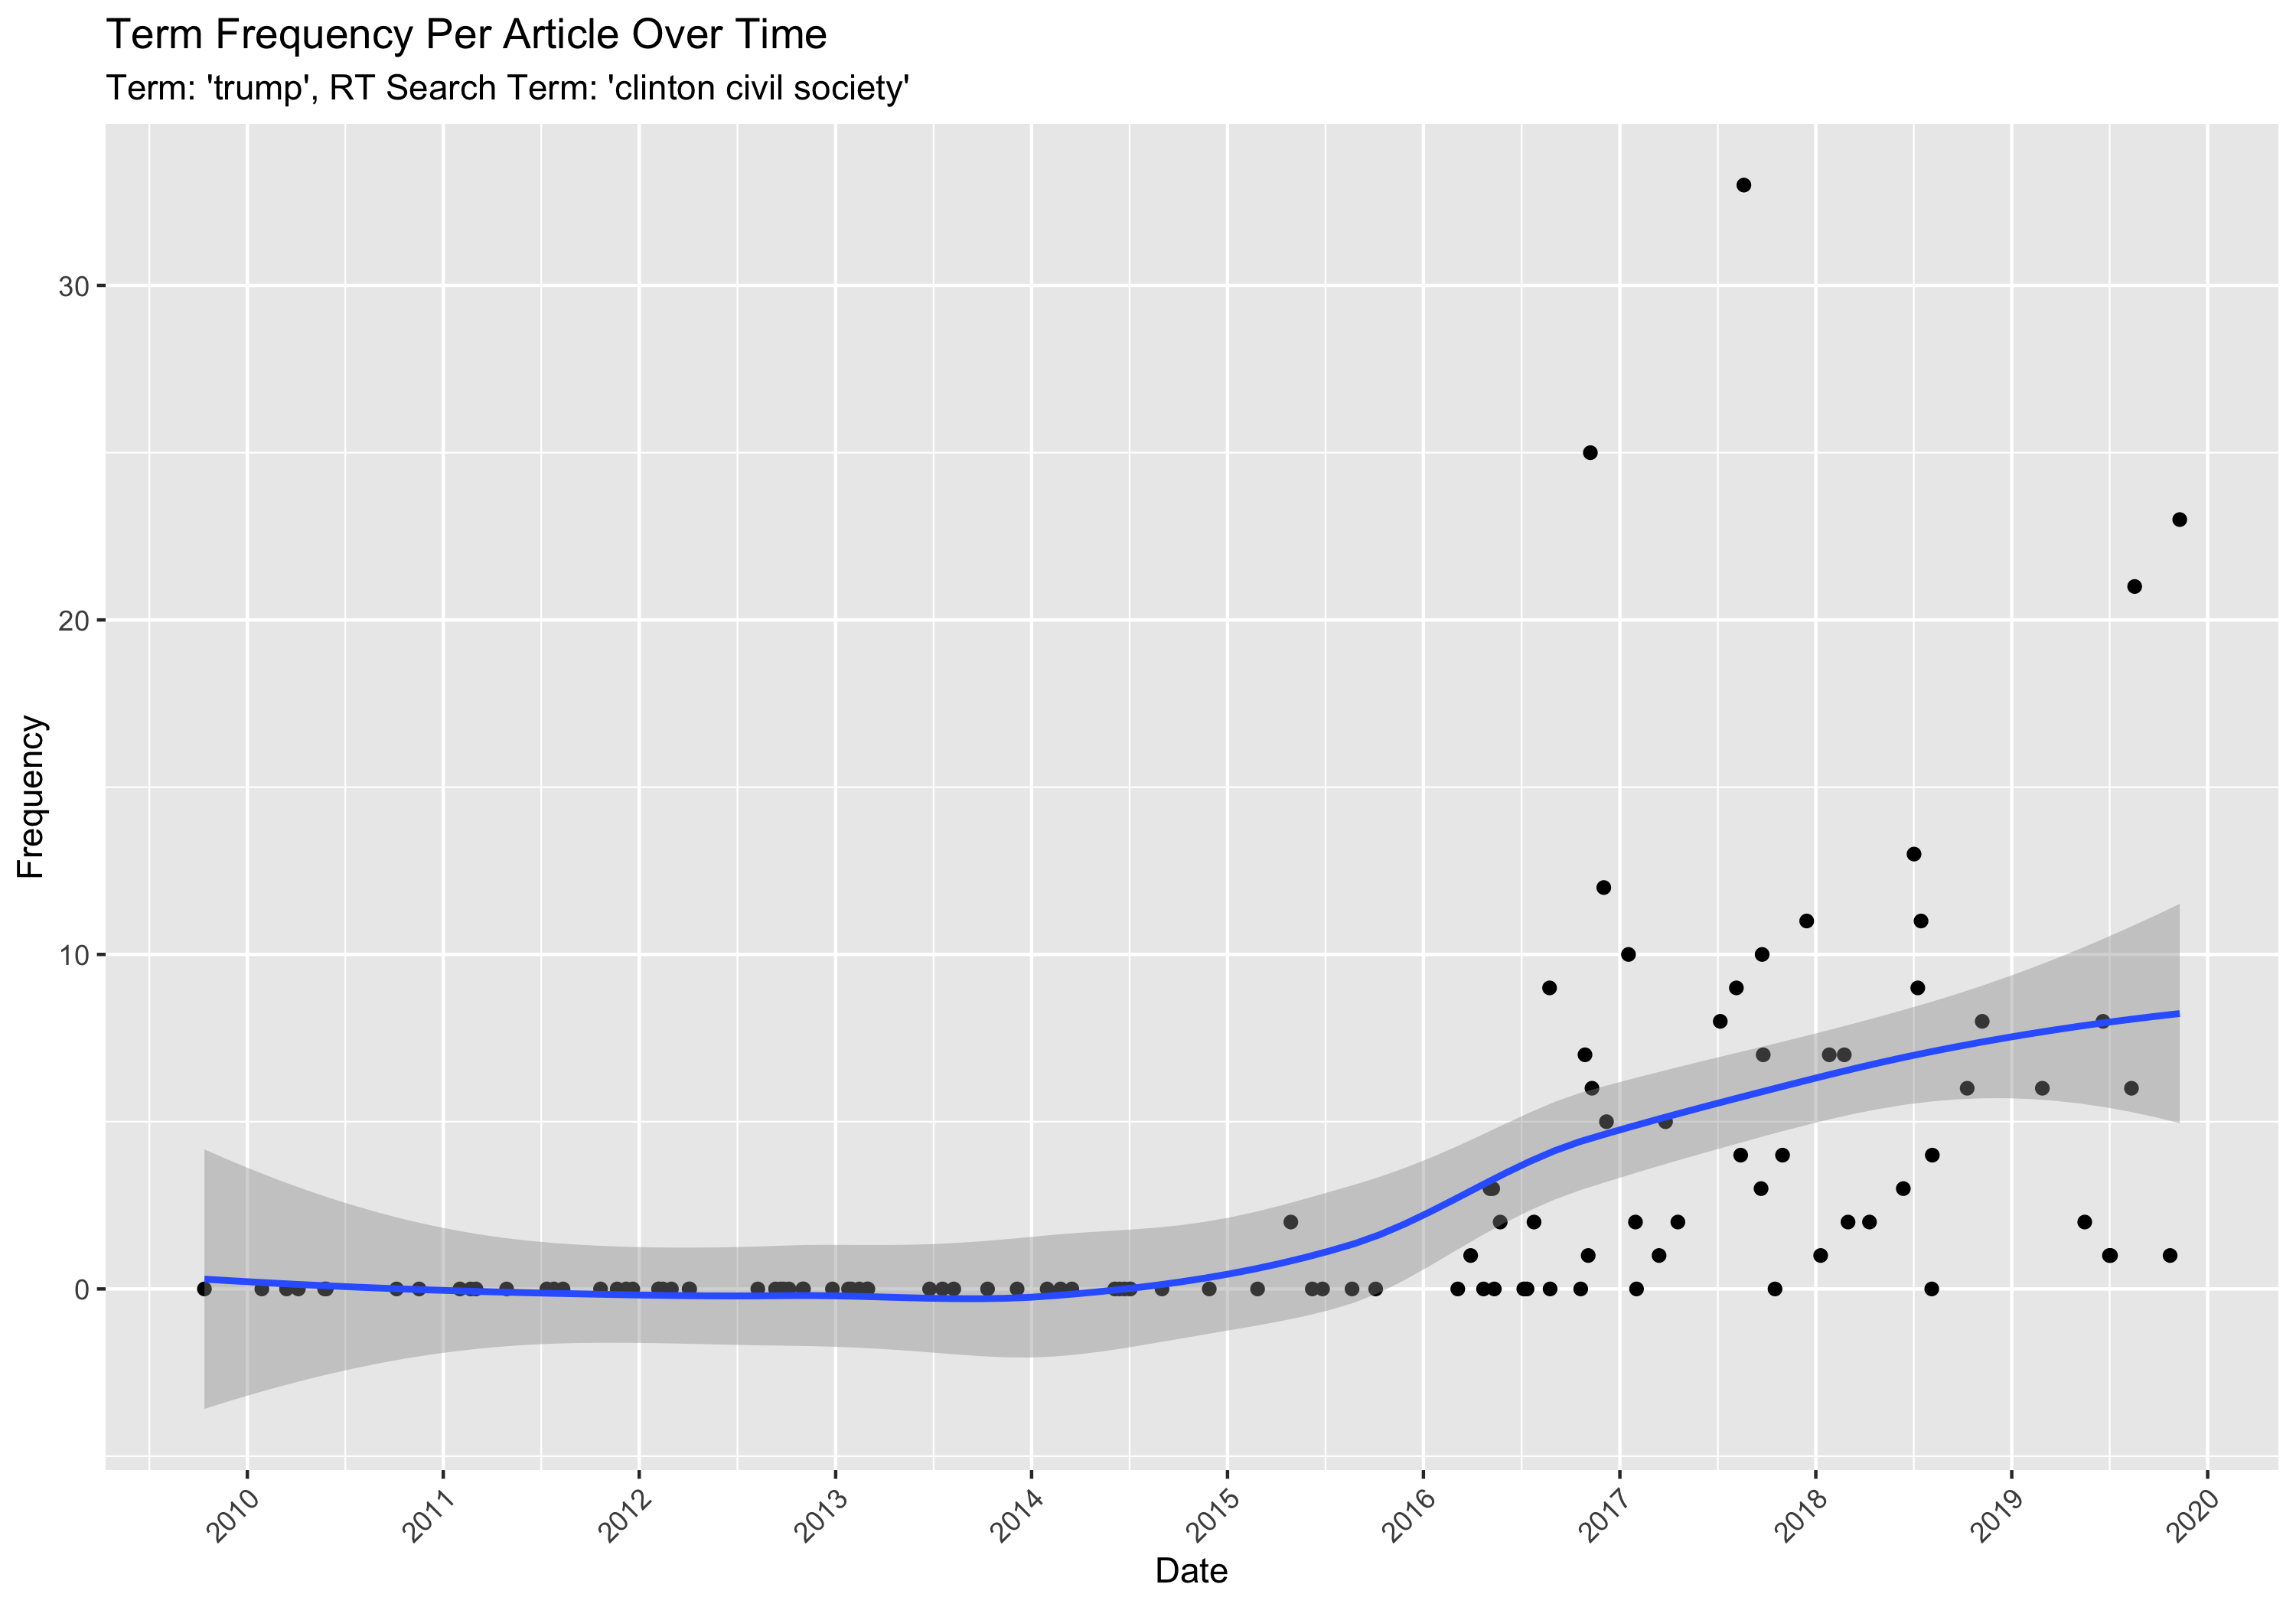 Term Frequency Per Article Over Time
Term: 'trump', RT Search Term: 'clinton civil society'
Frequency
30
20
10
0
2010 2011 2012 2013 2014 2015 2016 2017 2018 2019 2020
Date